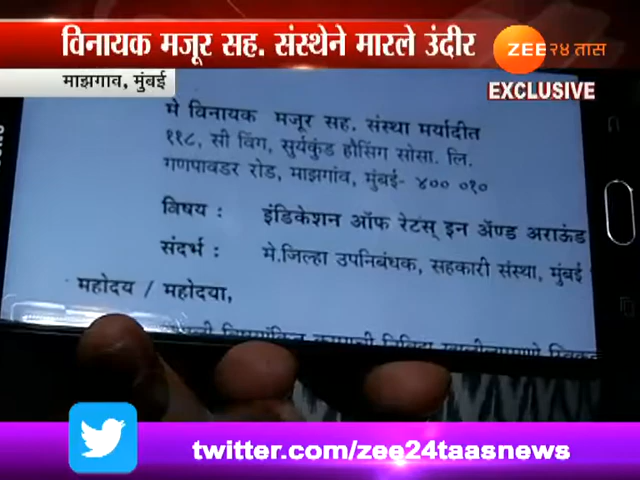 विनायक मजूर सह. संस्थेने मारले उंदीर
ZEE २४ तास
माझगाव, मुंबई
EXCLUSIVE
मे विनायक मजूर सह. संस्था मर्यादीत
११८, सी विंग, सुर्यकुंड हौसिंग सोसा. लि.
गणपावडर रोड, माझगांव, मुंबई- ४०० ०१०
विषय : इंडिकेशन ऑफ रेटस् इन ॲण्ड अराऊंड
संदर्भ : मे.जिल्हा उपनिबंधक, सहकारी संस्था, मुंबई
महोदय / महोदया,
twitter.com/zee24taasnews